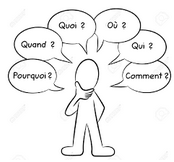 Pourquoi ?
Quand ?
Quoi ?
Où ?
Qui ?
Comment ?